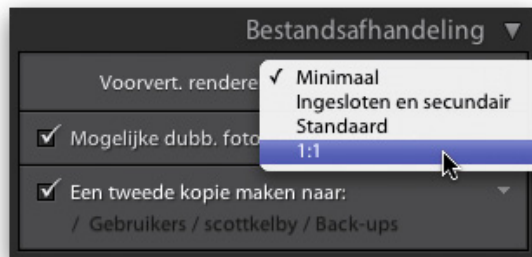 Bestandsafhandeling
Voorvert. rendere
✓ Minimaal
Ingesloten en secundair
Standaard
1:1
Mogelijke dubb. foto
Een tweede kopie maken naar:
/ Gebruikers / scottkelby / Back-ups